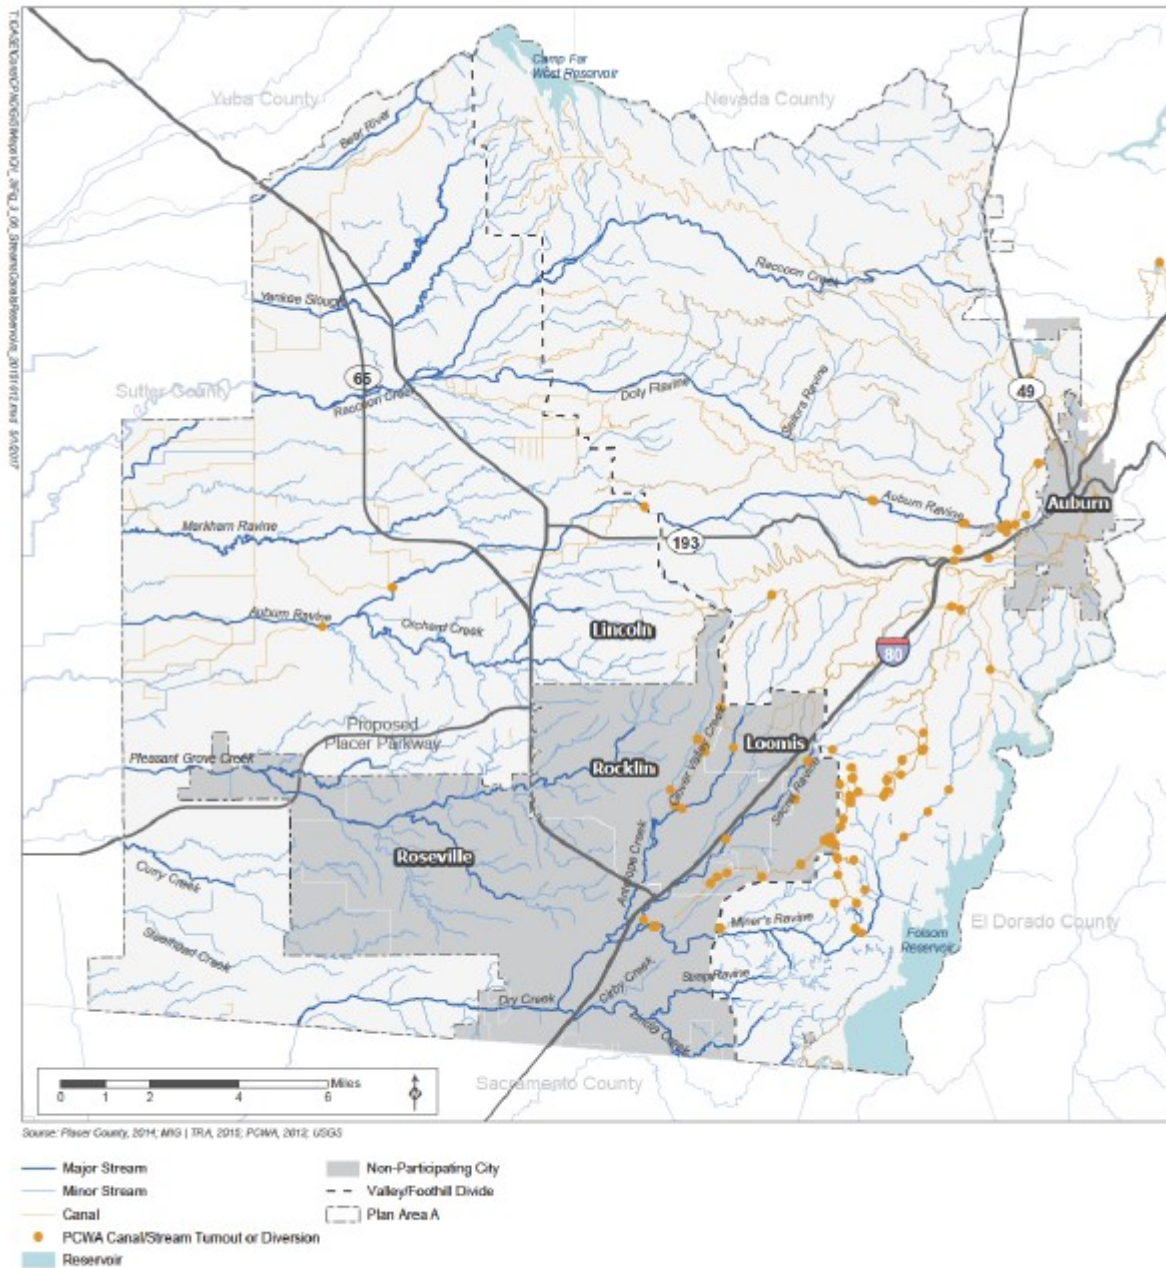 Camp Far
West Reservoir
Yuba County
Nevada County
Bear River
Raccoon Creek
Yankee Slough
Sutter County
65
Raccoon Creek
Doty Ravine
Sailor's Ravine
49
Markham Ravine
Auburn Ravine
Auburn
193
Auburn Ravine
Orchard Creek
Lincoln
80
Proposed
Placer Parkway
Pleasant Grove Creek
Clover Valley Creek
Loomis
Rocklin
Secret Ravine
Roseville
Antelope Creek
Curry Creek
Miner's Ravine
El Dorado County
Folsom
Reservoir
Steelhead Creek
Strap Ravine
Cirby Creek
Dry Creek
Linda Creek
Sacramento County
Miles
0 1 2 4 6
N
Source: Placer County, 2014; MIG | TRA, 2015; PCWA, 2012; USGS
Major Stream
Minor Stream
Canal
PCWA Canal/Stream Turnout or Diversion
Reservoir
Non-Participating City
Valley/Foothill Divide
Plan Area A